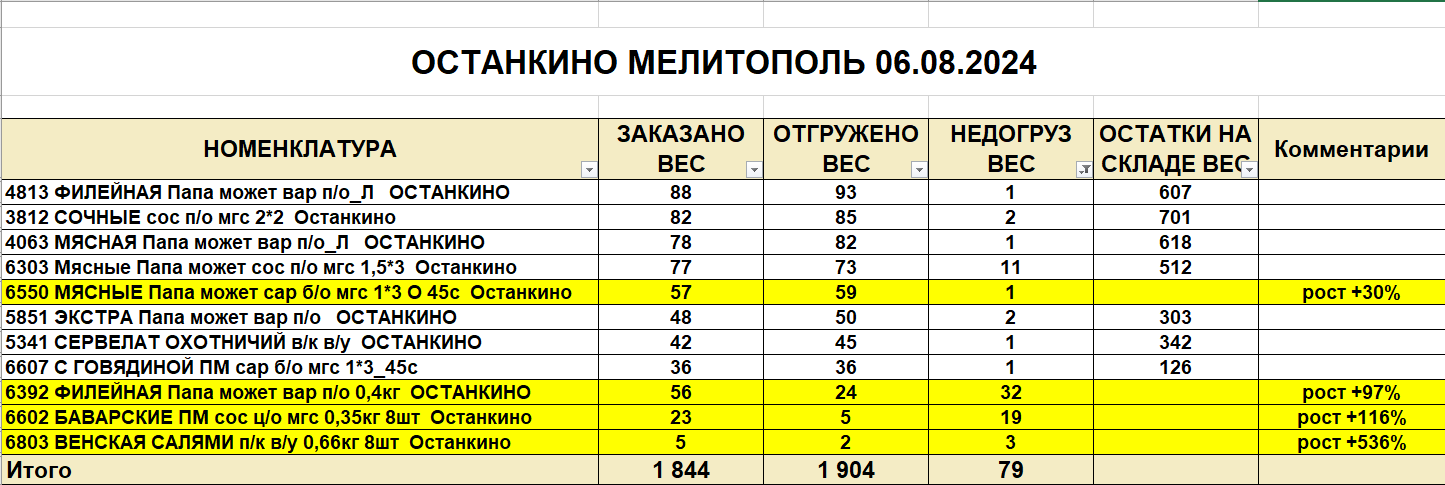 ОСТАНКИНО МЕЛИТОПОЛЬ 06.08.2024
НОМЕНКЛАТУРА ЗАКАЗАНО ВЕС ОТГРУЖЕНО ВЕС НЕДОГРУЗ ВЕС ОСТАТКИ НА СКЛАДЕ ВЕС Комментарии
4813 ФИЛЕЙНАЯ Папа может вар п/о_Л ОСТАНКИНО 88 93 1 607
3812 СОЧНЫЕ сос п/о мгс 2*2 Останкино 82 85 2 701
4063 МЯСНАЯ Папа может вар п/о_Л ОСТАНКИНО 78 82 1 618
6303 Мясные Папа может сос п/о мгс 1,5*3 Останкино 77 73 11 512
6550 МЯСНЫЕ Папа может сар б/о мгс 1*3 О 45с Останкино 57 59 1 рост +30%
5851 ЭКСТРА Папа может вар п/о ОСТАНКИНО 48 50 2 303
5341 СЕРВЕЛАТ ОХОТНИЧИЙ в/к в/у ОСТАНКИНО 42 45 1 342
6607 С ГОВЯДИНОЙ ПМ сар б/о мгс 1*3_45с 36 36 1 126
6392 ФИЛЕЙНАЯ Папа может вар п/о 0,4кг ОСТАНКИНО 56 24 32 рост +97%
6602 БАВАРСКИЕ ПМ сос ц/о мгс 0,35кг 8шт Останкино 23 5 19 рост +116%
6803 ВЕНСКАЯ САЛЯМИ п/к в/у 0,66кг 8шт Останкино 5 2 3 рост +536%
Итого 1 844 1 904 79